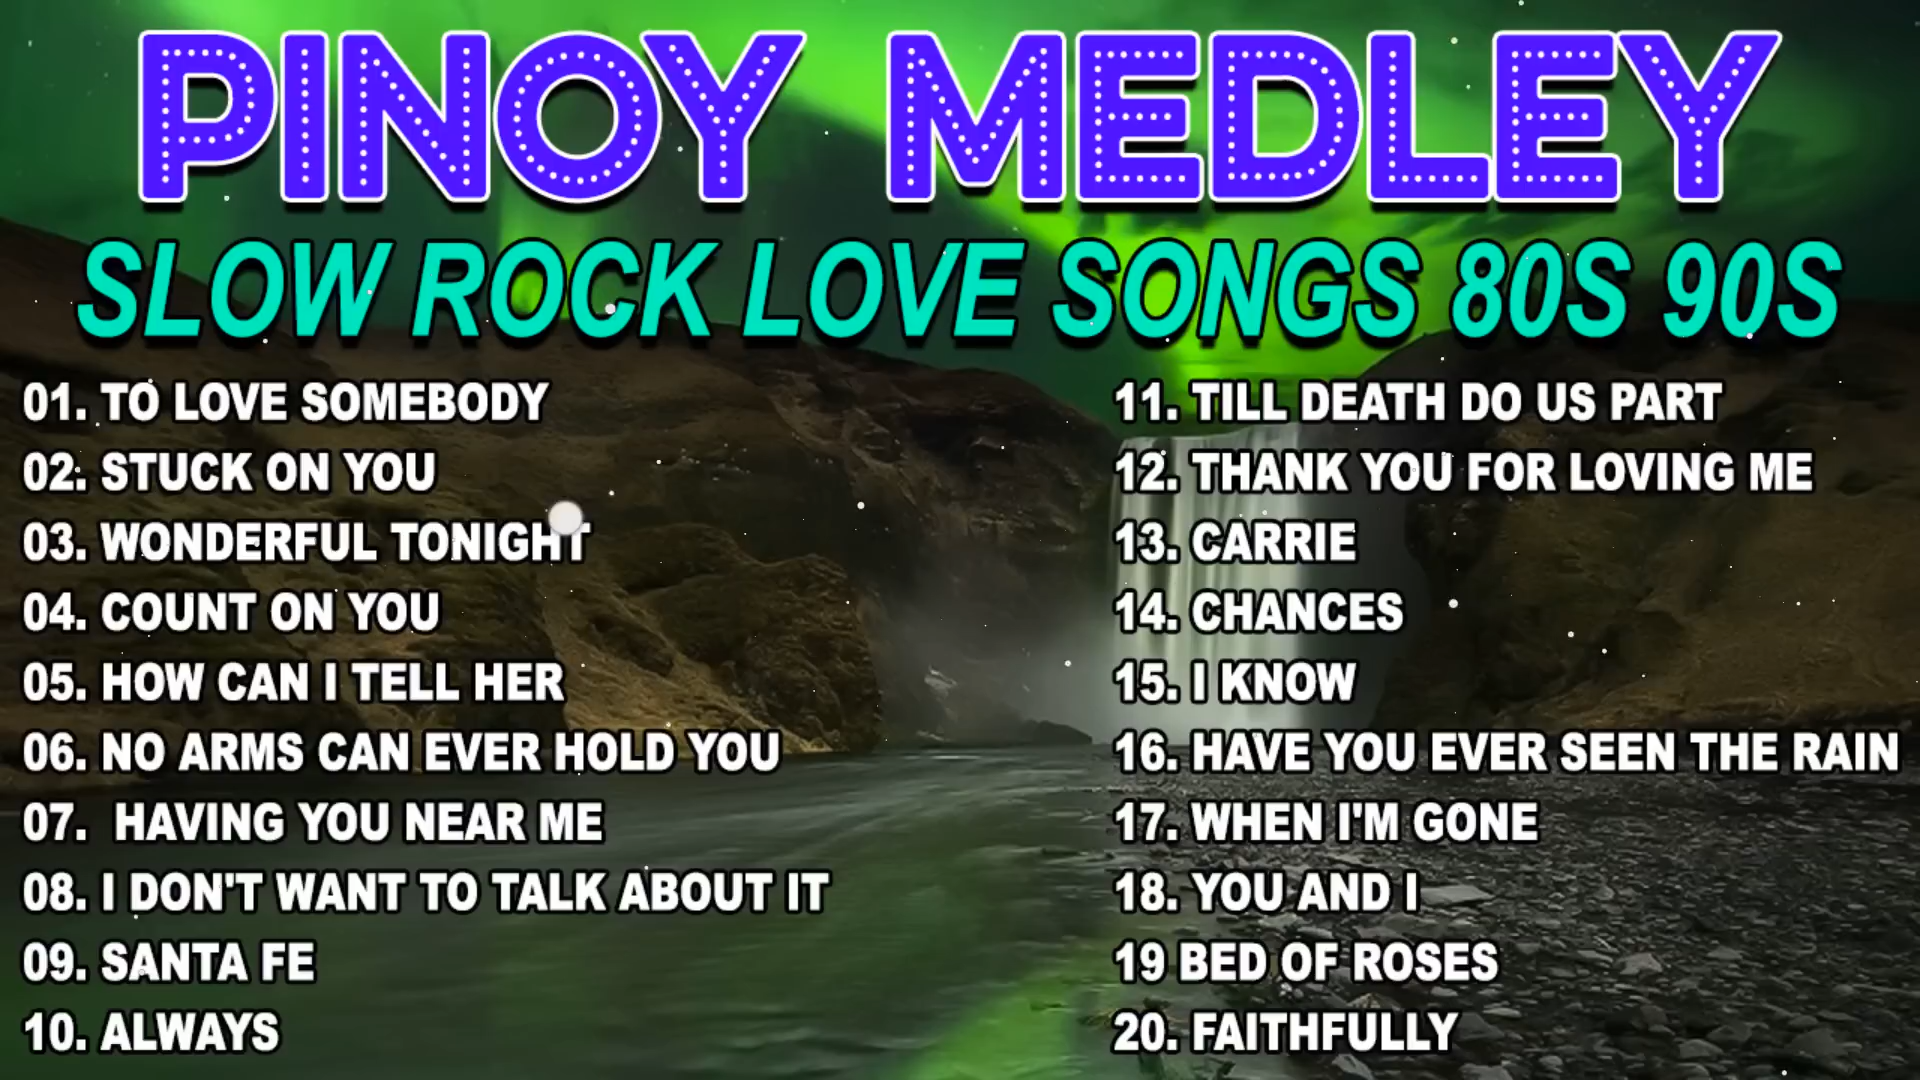 PINOY MEDLEY
SLOW ROCK LOVE SONGS 80S 90S
01. TO LOVE SOMEBODY
02. STUCK ON YOU
03. WONDERFUL TONIGHT
04. COUNT ON YOU
05. HOW CAN I TELL HER
06. NO ARMS CAN EVER HOLD YOU
07. HAVING YOU NEAR ME
08. I DON'T WANT TO TALK ABOUT IT
09. SANTA FE
10. ALWAYS
11. TILL DEATH DO US PART
12. THANK YOU FOR LOVING ME
13. CARRIE
14. CHANCES
15. I KNOW
16. HAVE YOU EVER SEEN THE RAIN
17. WHEN I'M GONE
18. YOU AND I
19 BED OF ROSES
20. FAITHFULLY